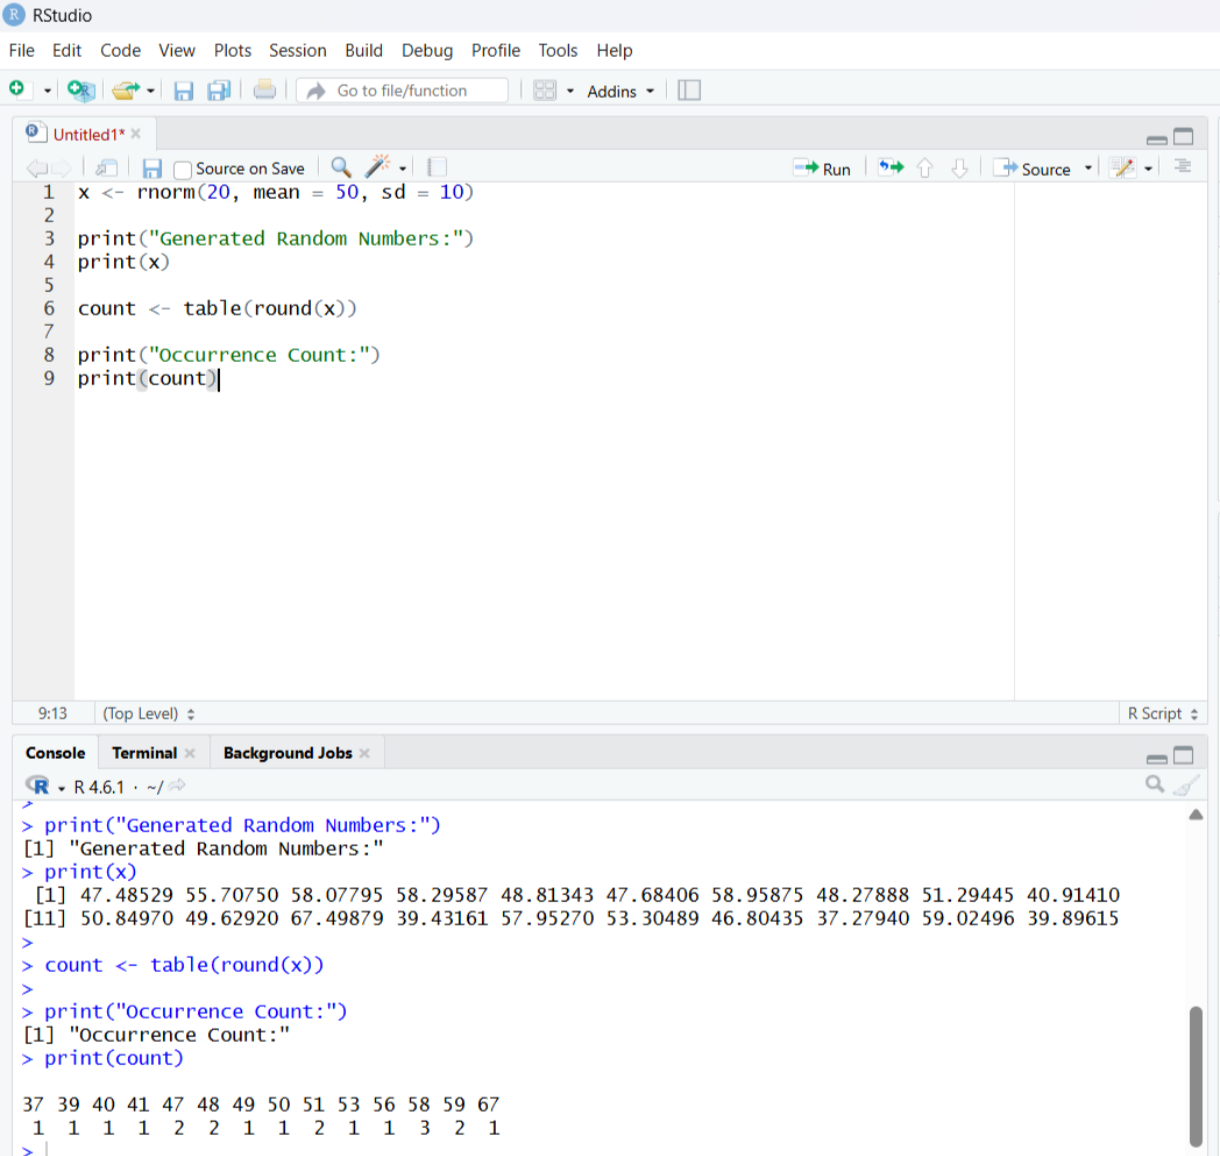 RStudio
File Edit Code View Plots Session Build Debug Profile Tools Help
Go to file/function Addins
Untitled1*
Source on Save Run Source
1 x <- rnorm(20, mean = 50, sd = 10)
2
3 print("Generated Random Numbers:")
4 print(x)
5
6 count <- table(round(x))
7
8 print("Occurrence Count:")
9 print(count)
9:13 (Top Level) R Script
Console Terminal Background Jobs
R 4.6.1 · ~/
>
> print("Generated Random Numbers:")
[1] "Generated Random Numbers:"
> print(x)
[1] 47.48529 55.70750 58.07795 58.29587 48.81343 47.68406 58.95875 48.27888 51.29445 40.91410
[11] 50.84970 49.62920 67.49879 39.43161 57.95270 53.30489 46.80435 37.27940 59.02496 39.89615
>
> count <- table(round(x))
>
> print("Occurrence Count:")
[1] "Occurrence Count:"
> print(count)
37 39 40 41 47 48 49 50 51 53 56 58 59 67
1 1 1 1 2 2 1 1 2 1 1 3 2 1
>